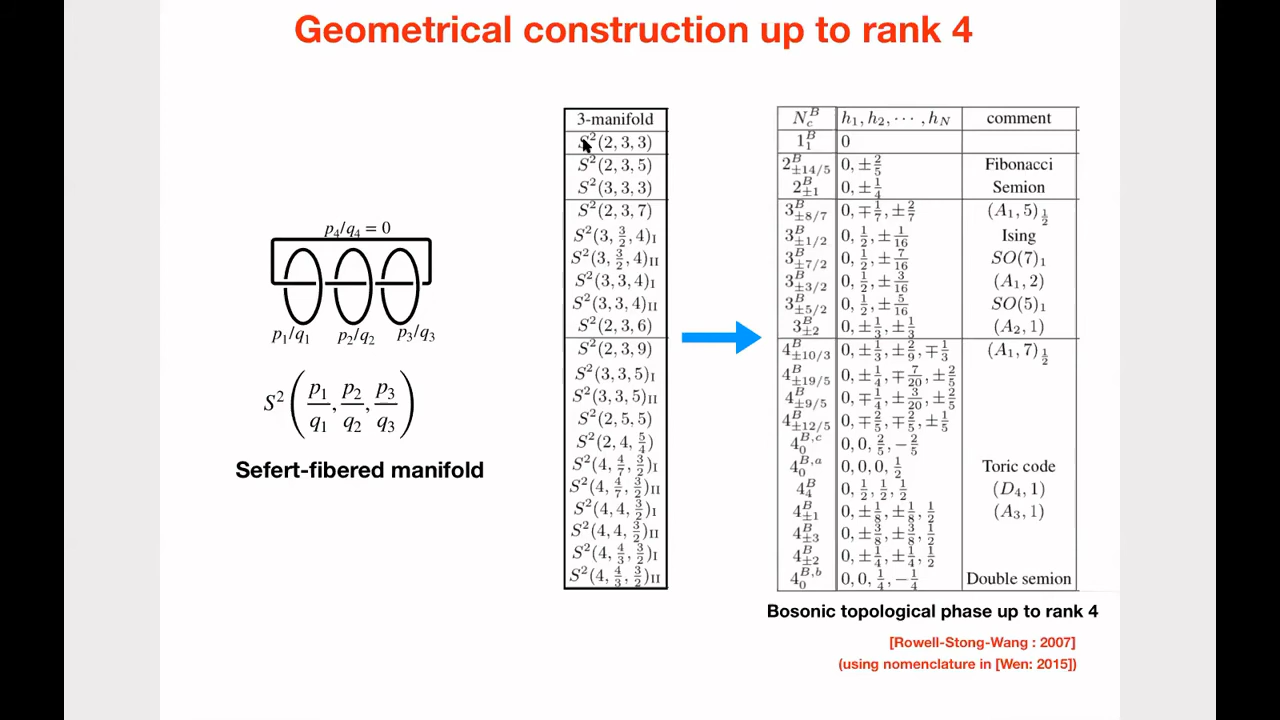 Geometrical construction up to rank 4
p₄/q₄ = 0
p₁/q₁ p₂/q₂ p₃/q₃
S² (p₁/q₁, p₂/q₂, p₃/q₃)
Sefert-fibered manifold
3-manifold
S²(2, 3, 3)
S²(2, 3, 5)
S²(3, 3, 3)
S²(2, 3, 7)
S²(3, 3/2, 4)I
S²(3, 3/2, 4)II
S²(3, 3, 4)I
S²(3, 3, 4)II
S²(2, 3, 6)
S²(2, 3, 9)
S²(3, 3, 5)I
S²(3, 3, 5)II
S²(2, 5, 5)
S²(2, 4, 5/4)
S²(4, 4/7, 3/2)I
S²(4, 4/7, 3/2)II
S²(4, 4, 3/2)I
S²(4, 4, 3/2)II
S²(4, 4/3, 3/2)I
S²(4, 4/3, 3/2)II
N_c^B h₁, h₂, ⋯, h_N comment
1_1^B 0
2_{±14/5}^B 0, ±2/5 Fibonacci
2_{±1}^B 0, ±1/4 Semion
3_{±8/7}^B 0, ∓1/7, ±2/7 (A₁, 5)_{1/2}
3_{±1/2}^B 0, 1/2, ±1/16 Ising
3_{±7/2}^B 0, 1/2, ±7/16 SO(7)₁
3_{±3/2}^B 0, 1/2, ±3/16 (A₁, 2)
3_{±5/2}^B 0, 1/2, ±5/16 SO(5)₁
3_{±2}^B 0, ±1/3, ±1/3 (A₂, 1)
4_{±10/3}^B 0, ±1/3, ±2/9, ∓1/3 (A₁, 7)_{1/2}
4_{±19/5}^B 0, ±1/4, ∓7/20, ±2/5
4_{±9/5}^B 0, ∓1/4, ±3/20, ±2/5
4_{±12/5}^B 0, ∓2/5, ∓2/5, ±1/5
4_0^{B,c} 0, 0, 2/5, −2/5
4_0^{B,a} 0, 0, 0, 1/2 Toric code
4_4^B 0, 1/2, 1/2, 1/2 (D₄, 1)
4_{±1}^B 0, ±1/8, ±1/8, 1/2 (A₃, 1)
4_{±3}^B 0, ±3/8, ±3/8, 1/2
4_{±2}^B 0, ±1/4, ±1/4, 1/2
4_0^{B,b} 0, 0, 1/4, −1/4 Double semion
Bosonic topological phase up to rank 4
[Rowell-Stong-Wang : 2007]
(using nomenclature in [Wen: 2015])